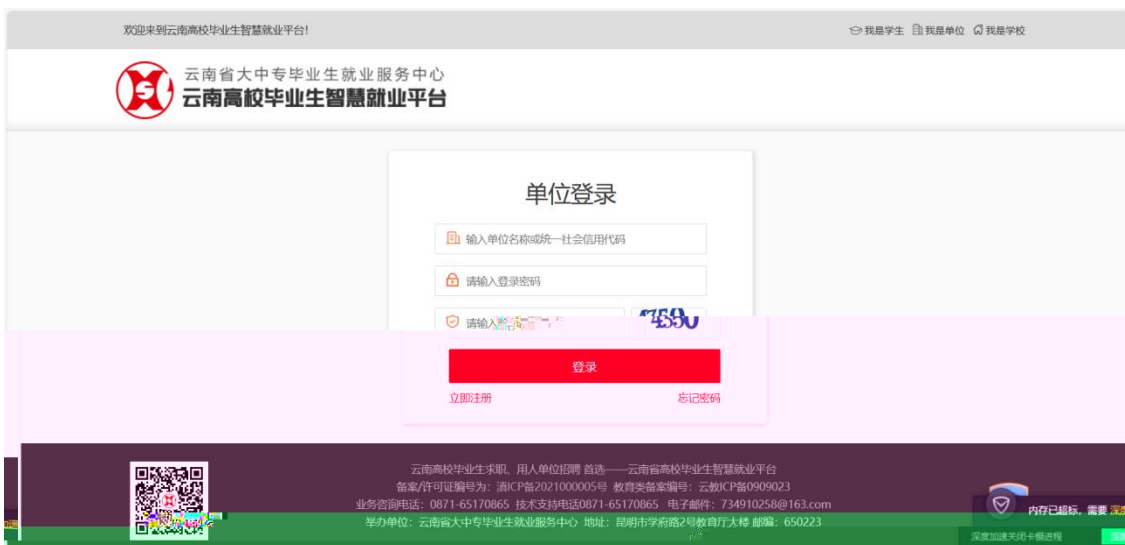 欢迎来到云南高校毕业生智慧就业平台!
我是学生 我是单位 我是学校
云南省大中专毕业生就业服务中心
云南高校毕业生智慧就业平台
单位登录
输入单位名称或统一社会信用代码
请输入登录密码
请输入
登录
立即注册 忘记密码
云南高校毕业生求职、用人单位招聘 首选——云南省高校毕业生智慧就业平台
备案/许可证编号为：滇ICP备2021000005号 教育类备案编号：云教ICP备0909023
业务咨询电话：0871-65170865 技术支持电话0871-65170865 电子邮件：734910258@163.com
举办单位：云南省大中专毕业生就业服务中心 地址：昆明市学府路2号教育厅大楼 邮编：650223
内存已超标，需要
深度加速关闭卡慢进程